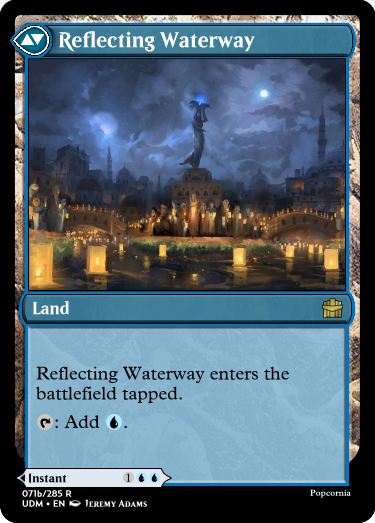 Reflecting Waterway
Land
Reflecting Waterway enters the
battlefield tapped.
: Add .
Instant 1
071b/285 R
Popcornia
UDM • EN Jeremy Adams